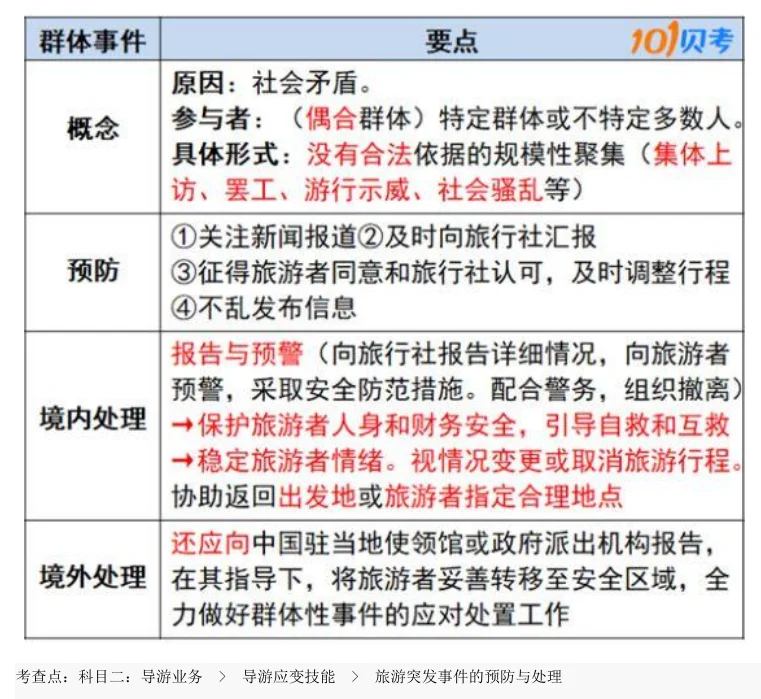 群体事件 要点 101贝考
概念
原因：社会矛盾。
参与者：（偶合群体）特定群体或不特定多数人。
具体形式：没有合法依据的规模性聚集（集体上
访、罢工、游行示威、社会骚乱等）
预防
①关注新闻报道②及时向旅行社汇报
③征得旅游者同意和旅行社认可，及时调整行程
④不乱发布信息
境内处理
报告与预警（向旅行社报告详细情况，向旅游者
预警，采取安全防范措施。配合警务，组织撤离）
→保护旅游者人身和财务安全，引导自救和互救
→稳定旅游者情绪。视情况变更或取消旅游行程。
协助返回出发地或旅游者指定合理地点
境外处理
还应向中国驻当地使领馆或政府派出机构报告，
在其指导下，将旅游者妥善转移至安全区域，全
力做好群体性事件的应对处置工作
考查点：科目二：导游业务 > 导游应变技能 > 旅游突发事件的预防与处理